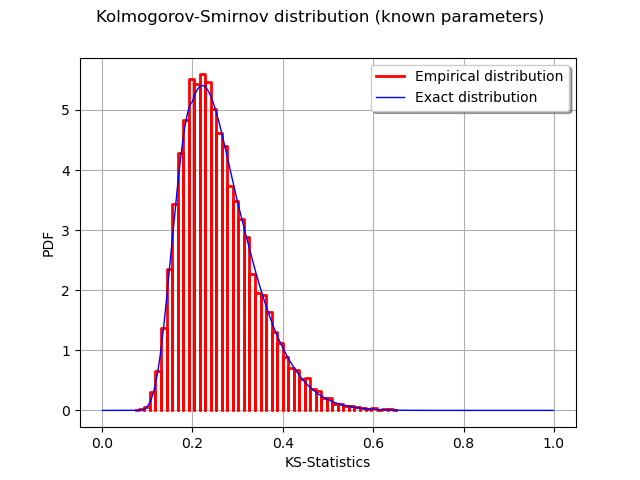 Kolmogorov-Smirnov distribution (known parameters)
Empirical distribution
Exact distribution
5
4
3
2
1
0
PDF
0.0 0.2 0.4 0.6 0.8 1.0
KS-Statistics